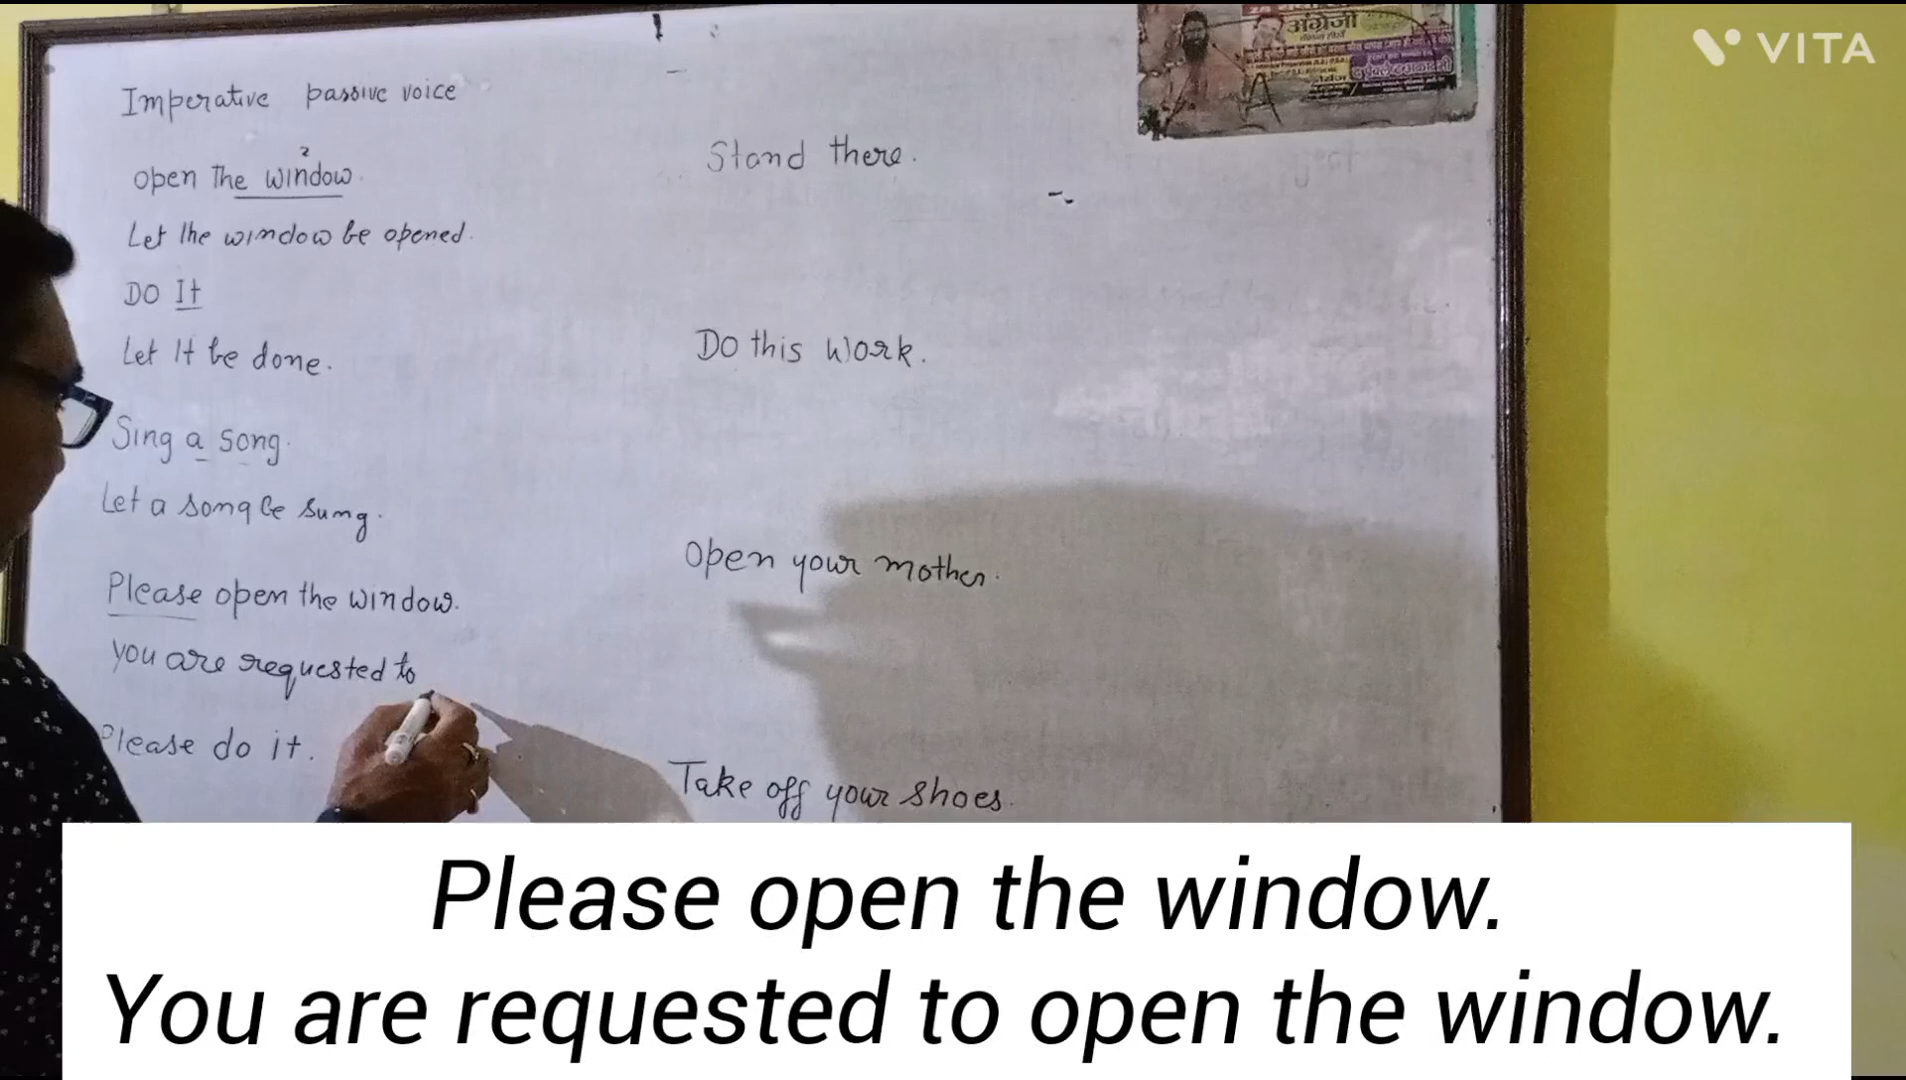 Imperative passive voice
open The window.
2
Let the window be opened.
DO It
Let It be done.
Sing a song.
Let a song be sung.
Please open the window.
you are requested to
Please do it.
Stand there.
Do this work.
Open your mother.
Take off your shoes.
अंग्रेजी
VITA
Please open the window.
You are requested to open the window.